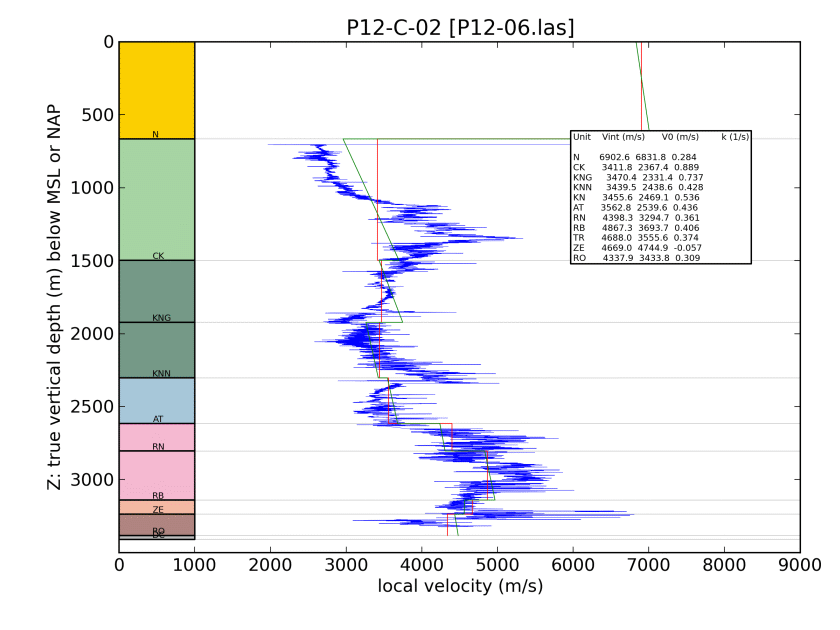 P12-C-02 [P12-06.las]
0
500
1000
1500
2000
2500
3000
Z: true vertical depth (m) below MSL or NAP
N
CK
KNG
KNN
AT
RN
RB
ZE
RO
DC
Unit Vint (m/s) V0 (m/s) k (1/s)
N 6902.6 6831.8 0.284
CK 3411.8 2367.4 0.889
KNG 3470.4 2331.4 0.737
KNN 3439.5 2438.6 0.428
KN 3455.6 2469.1 0.536
AT 3562.8 2539.6 0.436
RN 4398.3 3294.7 0.361
RB 4867.3 3693.7 0.406
TR 4688.0 3555.6 0.374
ZE 4669.0 4744.9 -0.057
RO 4337.9 3433.8 0.309
0 1000 2000 3000 4000 5000 6000 7000 8000 9000
local velocity (m/s)